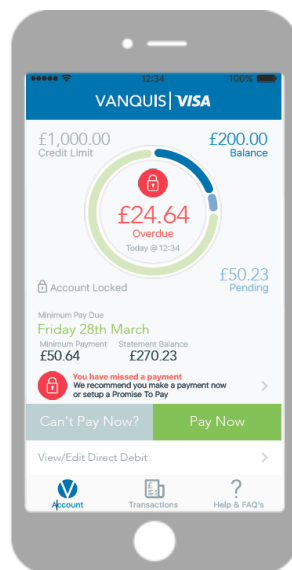 12:34 100%
VANQUIS VISA
£1,000.00 £200.00
Credit Limit Balance
£24.64
Overdue
Today @ 12:34
£50.23
Account Locked Pending
Minimum Pay Due
Friday 28th March
Minimum Payment Statement Balance
£50.64 £270.23
You have missed a payment
We recommend you make a payment now
or setup a Promise To Pay
Can't Pay Now? Pay Now
View/Edit Direct Debit
Account Transactions Help & FAQ's